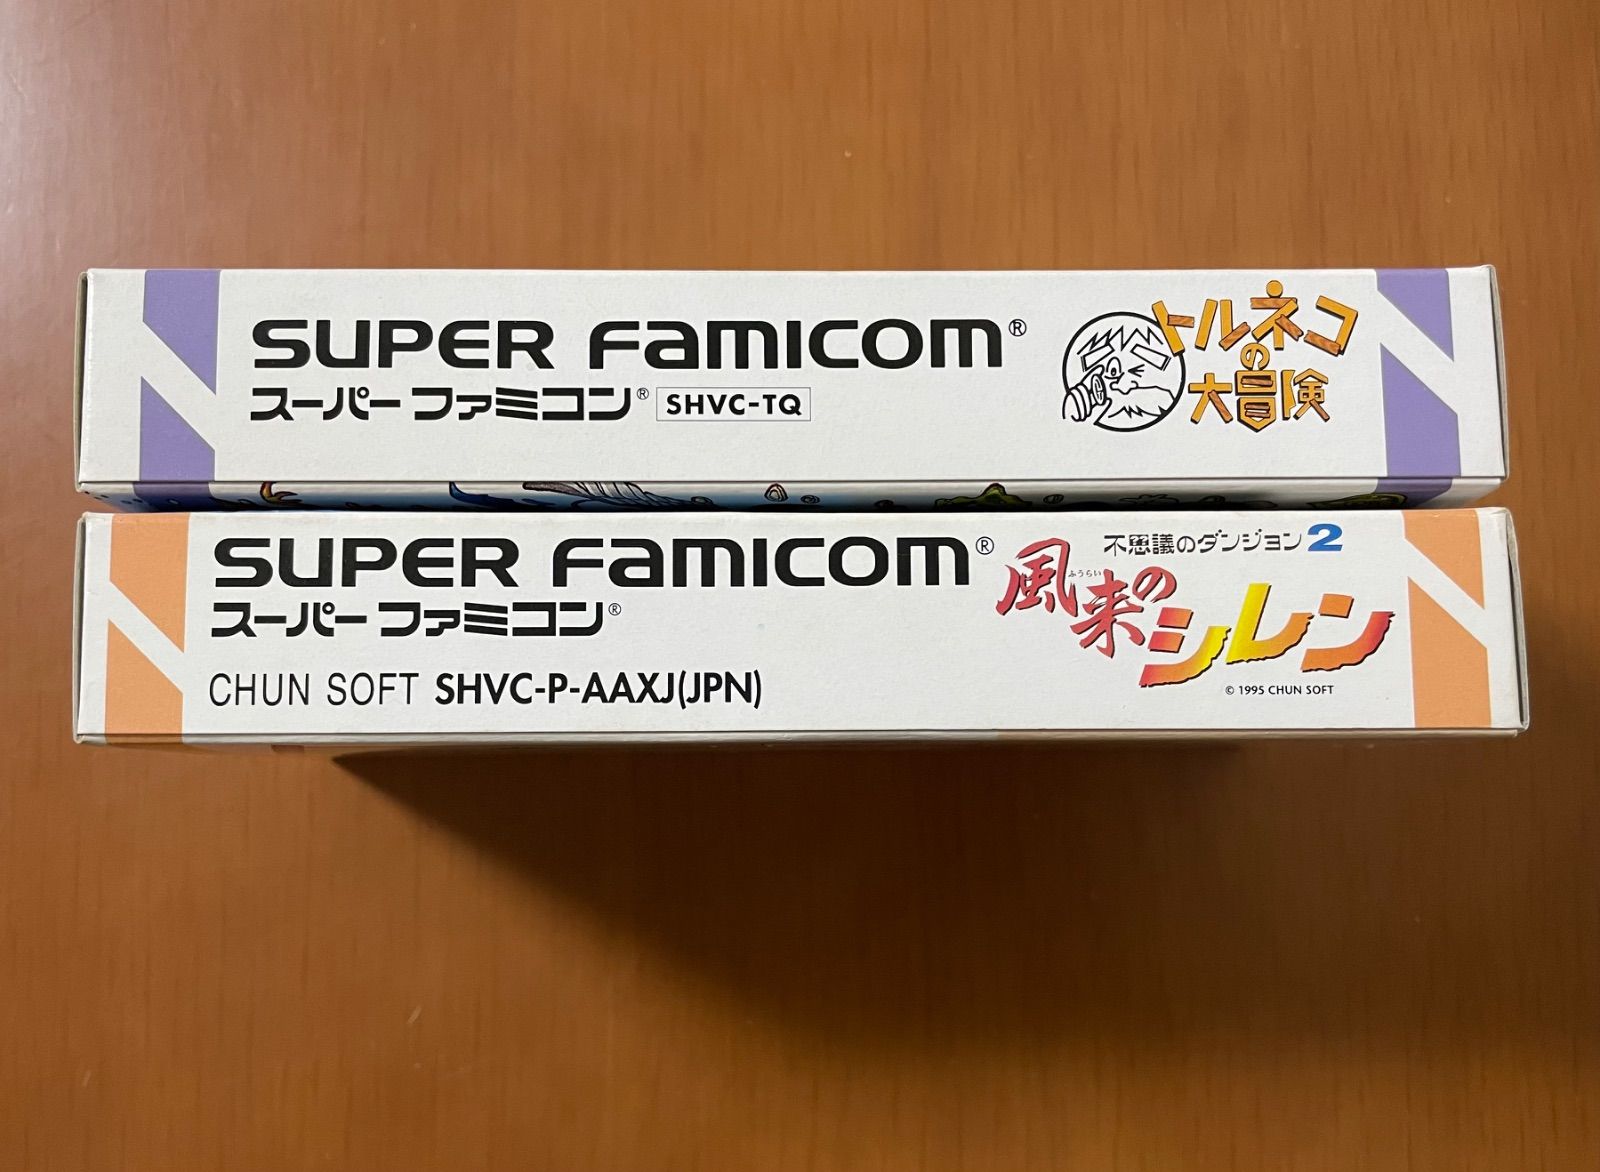 SUPER FAMICOM®
スーパーファミコン® SHVC-TQ
トルネコ
の
大冒険
SUPER FAMICOM®
スーパーファミコン®
CHUN SOFT SHVC-P-AAXJ(JPN)
不思議のダンジョン2
ふうらい
風来の
シレン
© 1995 CHUN SOFT